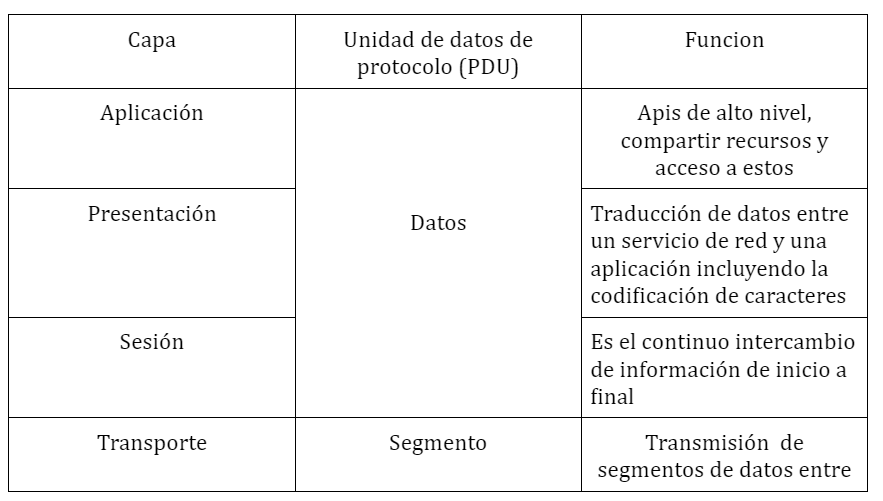 Capa
Unidad de datos de
protocolo (PDU)
Funcion
Aplicación
Datos
Apis de alto nivel,
compartir recursos y
acceso a estos
Presentación
Traducción de datos entre
un servicio de red y una
aplicación incluyendo la
codificación de caracteres
Sesión
Es el continuo intercambio
de información de inicio a
final
Transporte
Segmento
Transmisión de
segmentos de datos entre